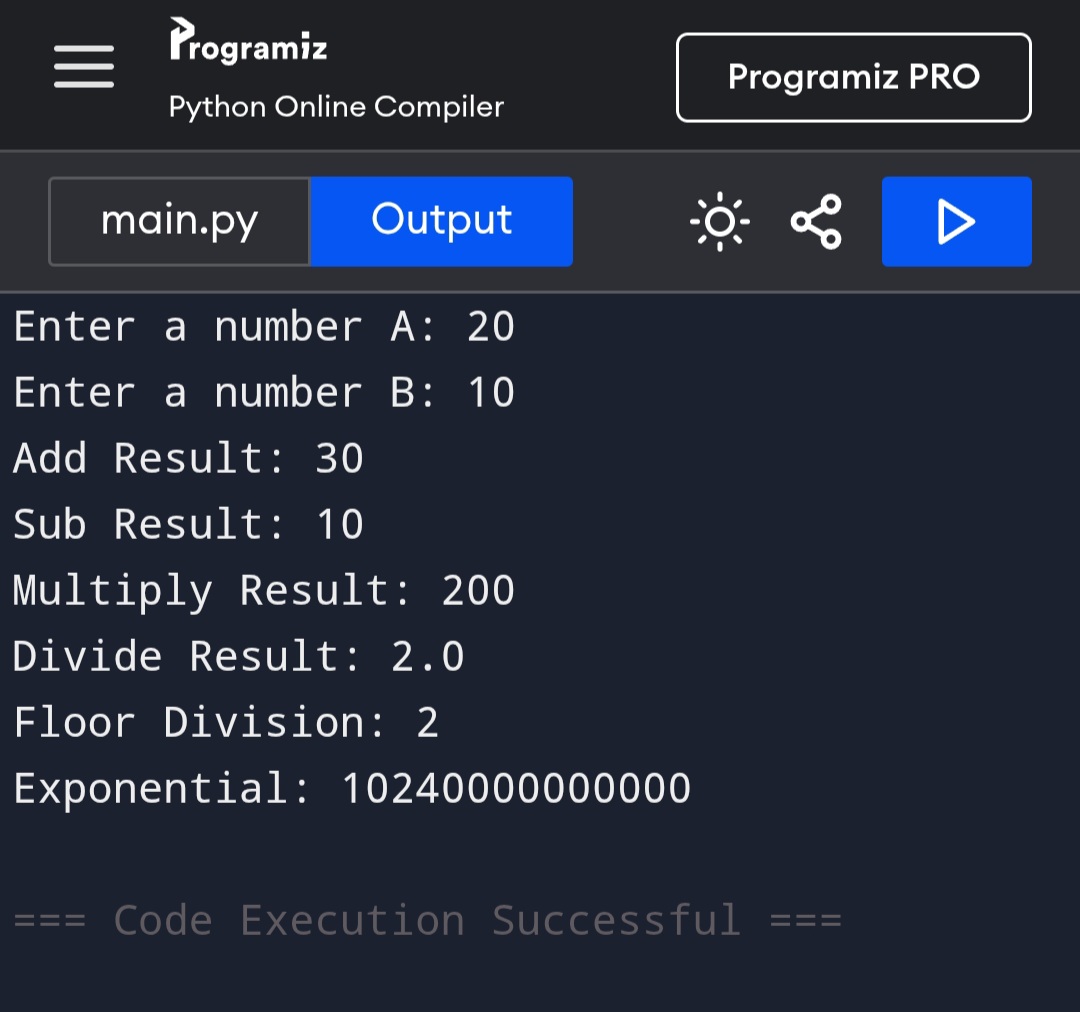 Programiz
Python Online Compiler
Programiz PRO
main.py
Output
Enter a number A: 20
Enter a number B: 10
Add Result: 30
Sub Result: 10
Multiply Result: 200
Divide Result: 2.0
Floor Division: 2
Exponential: 10240000000000
=== Code Execution Successful ===